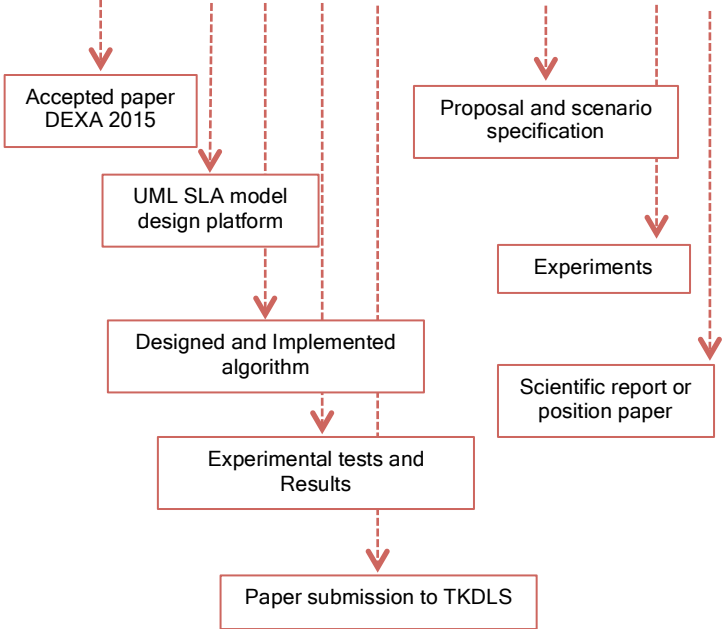 Accepted paper
DEXA 2015
Proposal and scenario
specification
UML SLA model
design platform
Experiments
Designed and Implemented
algorithm
Scientific report or
position paper
Experimental tests and
Results
Paper submission to TKDLS